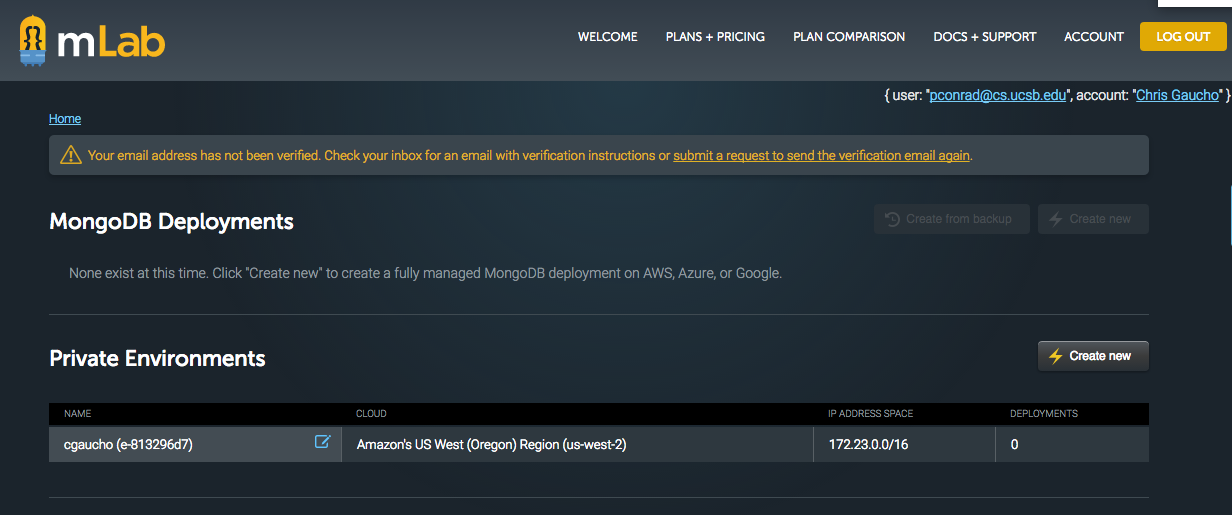 mLab
WELCOME PLANS + PRICING PLAN COMPARISON DOCS + SUPPORT ACCOUNT LOG OUT
{ user: "pconrad@cs.ucsb.edu", account: "Chris Gaucho" }
Home
Your email address has not been verified. Check your inbox for an email with verification instructions or submit a request to send the verification email again.
MongoDB Deployments Create from backup Create new
None exist at this time. Click "Create new" to create a fully managed MongoDB deployment on AWS, Azure, or Google.
Private Environments Create new
NAME CLOUD IP ADDRESS SPACE DEPLOYMENTS
cgaucho (e-813296d7) Amazon's US West (Oregon) Region (us-west-2) 172.23.0.0/16 0